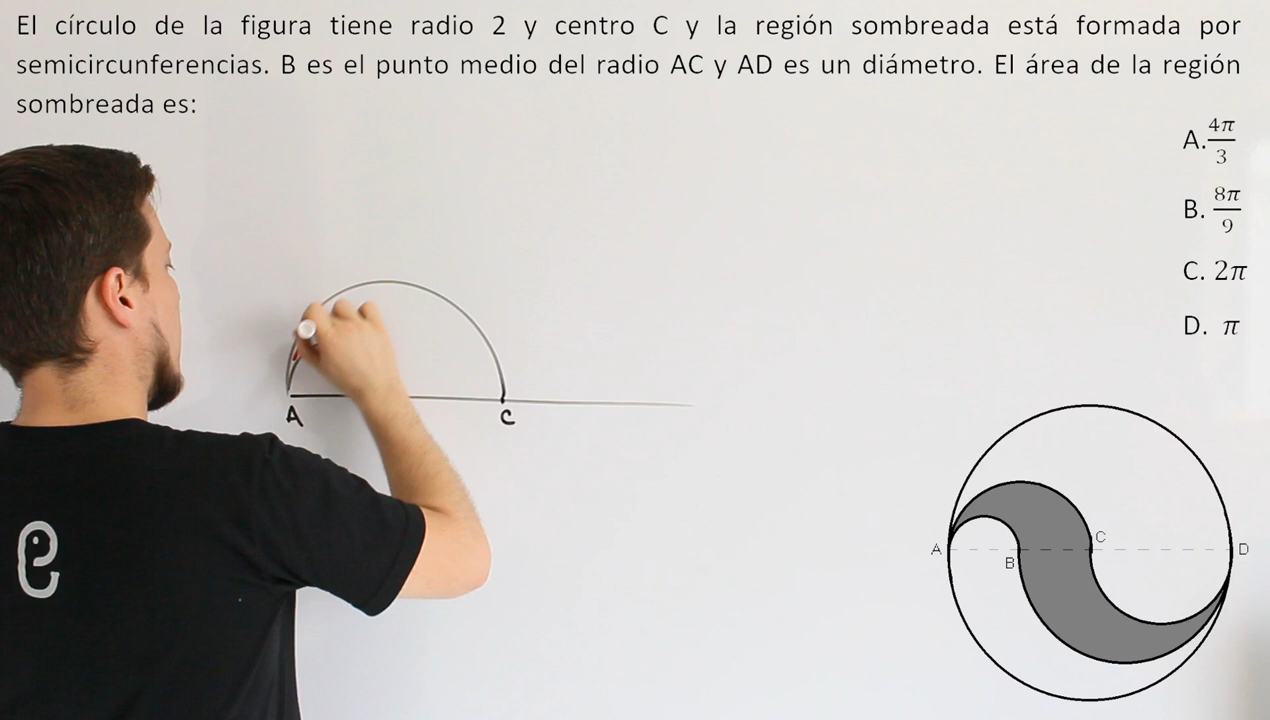 El círculo de la figura tiene radio 2 y centro C y la región sombreada está formada por
semicircunferencias. B es el punto medio del radio AC y AD es un diámetro. El área de la región
sombreada es:
A. 4π/3
B. 8π/9
C. 2π
D. π
A
C
A
B
C
D
e